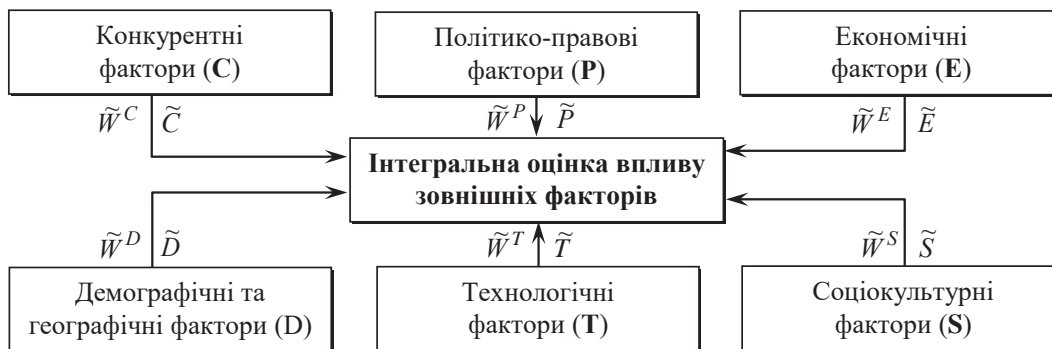 Конкурентні
фактори (C)
Політико-правові
фактори (P)
Економічні
фактори (E)
W̃^C C̃
W̃^P P̃
W̃^E Ẽ
Інтегральна оцінка впливу
зовнішніх факторів
W̃^D D̃
W̃^T T̃
W̃^S S̃
Демографічні та
географічні фактори (D)
Технологічні
фактори (T)
Соціокультурні
фактори (S)